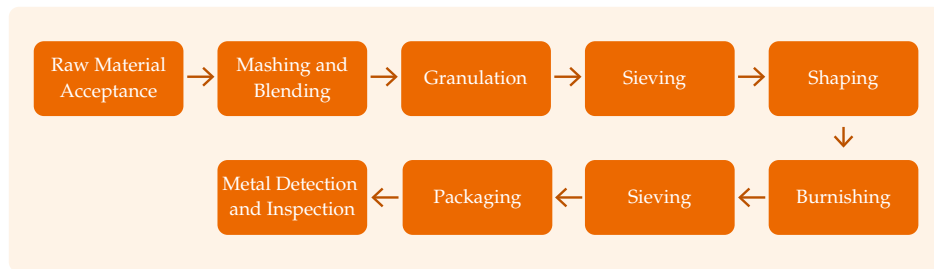 Raw Material
Acceptance
Mashing and
Blending
Granulation
Sieving
Shaping
Burnishing
Sieving
Packaging
Metal Detection
and Inspection